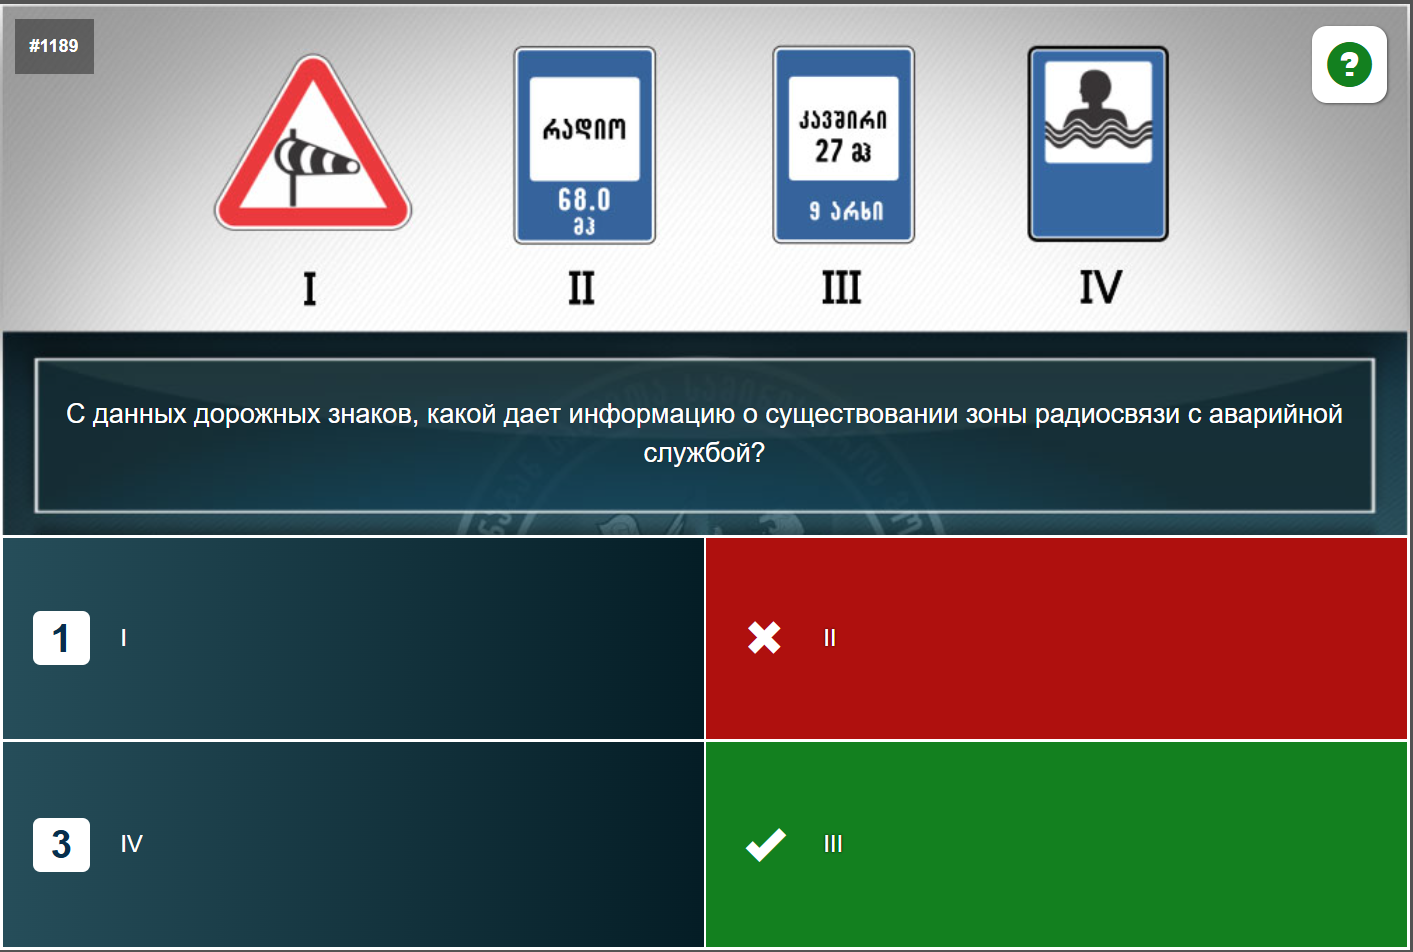 #1189
?
რადიო
68.0
მჰ
კავშირი
27 მჰ
9 არხი
I
II
III
IV
С данных дорожных знаков, какой дает информацию о существовании зоны радиосвязи с аварийной
службой?
1 I
II
3 IV
III